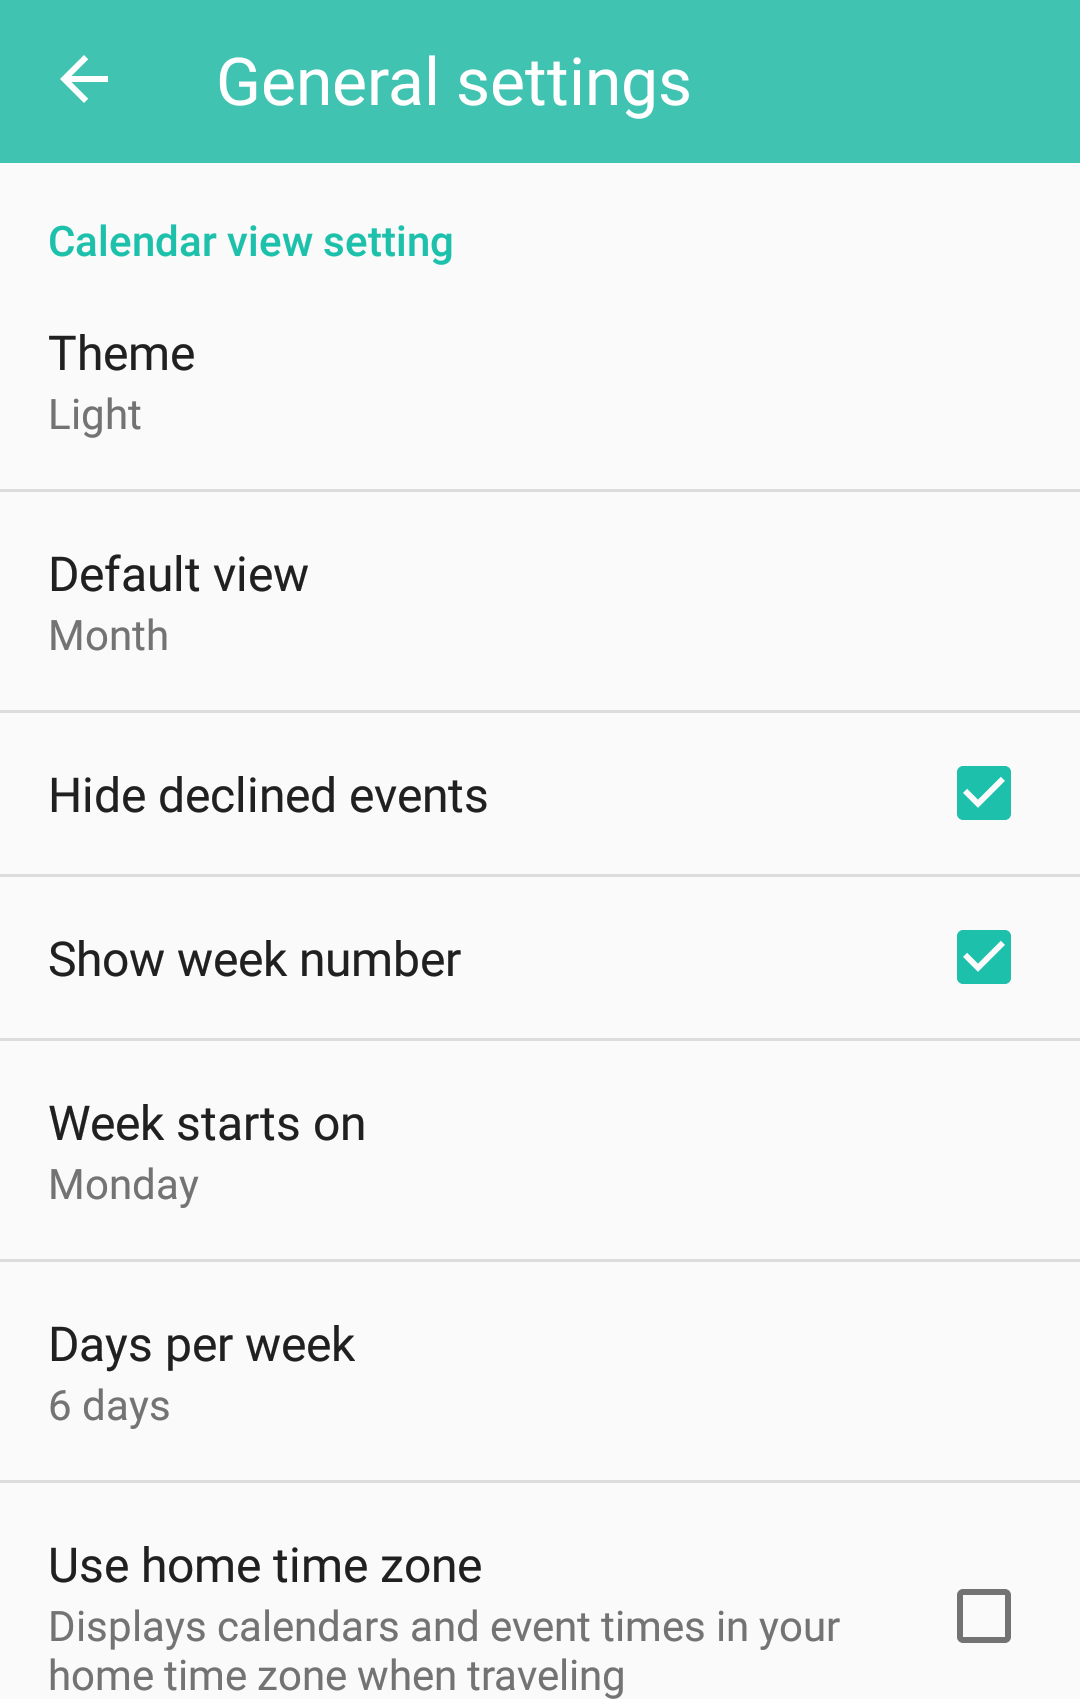 General settings
Calendar view setting
Theme
Light
Default view
Month
Hide declined events
Show week number
Week starts on
Monday
Days per week
6 days
Use home time zone
Displays calendars and event times in your
home time zone when traveling